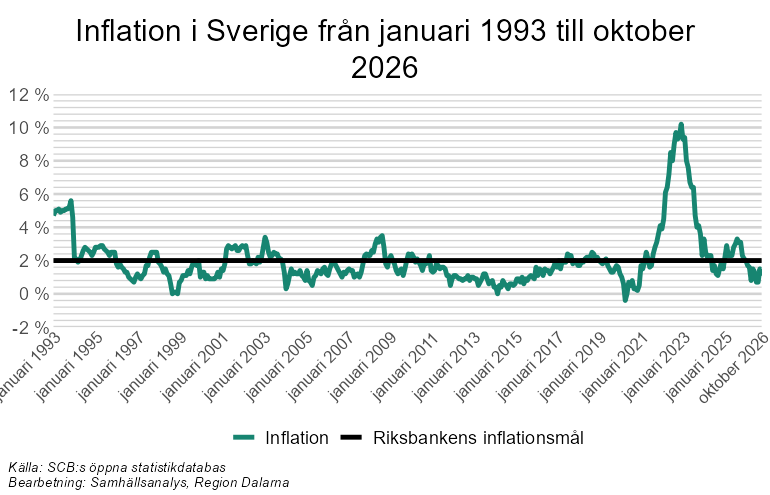 Inflation i Sverige från januari 1993 till oktober
2026
12 %
10 %
8 %
6 %
4 %
2 %
0 %
-2 %
januari 1993
januari 1995
januari 1997
januari 1999
januari 2001
januari 2003
januari 2005
januari 2007
januari 2009
januari 2011
januari 2013
januari 2015
januari 2017
januari 2019
januari 2021
januari 2023
januari 2025
oktober 2026
Inflation
Riksbankens inflationsmål
Källa: SCB:s öppna statistikdatabas
Bearbetning: Samhällsanalys, Region Dalarna